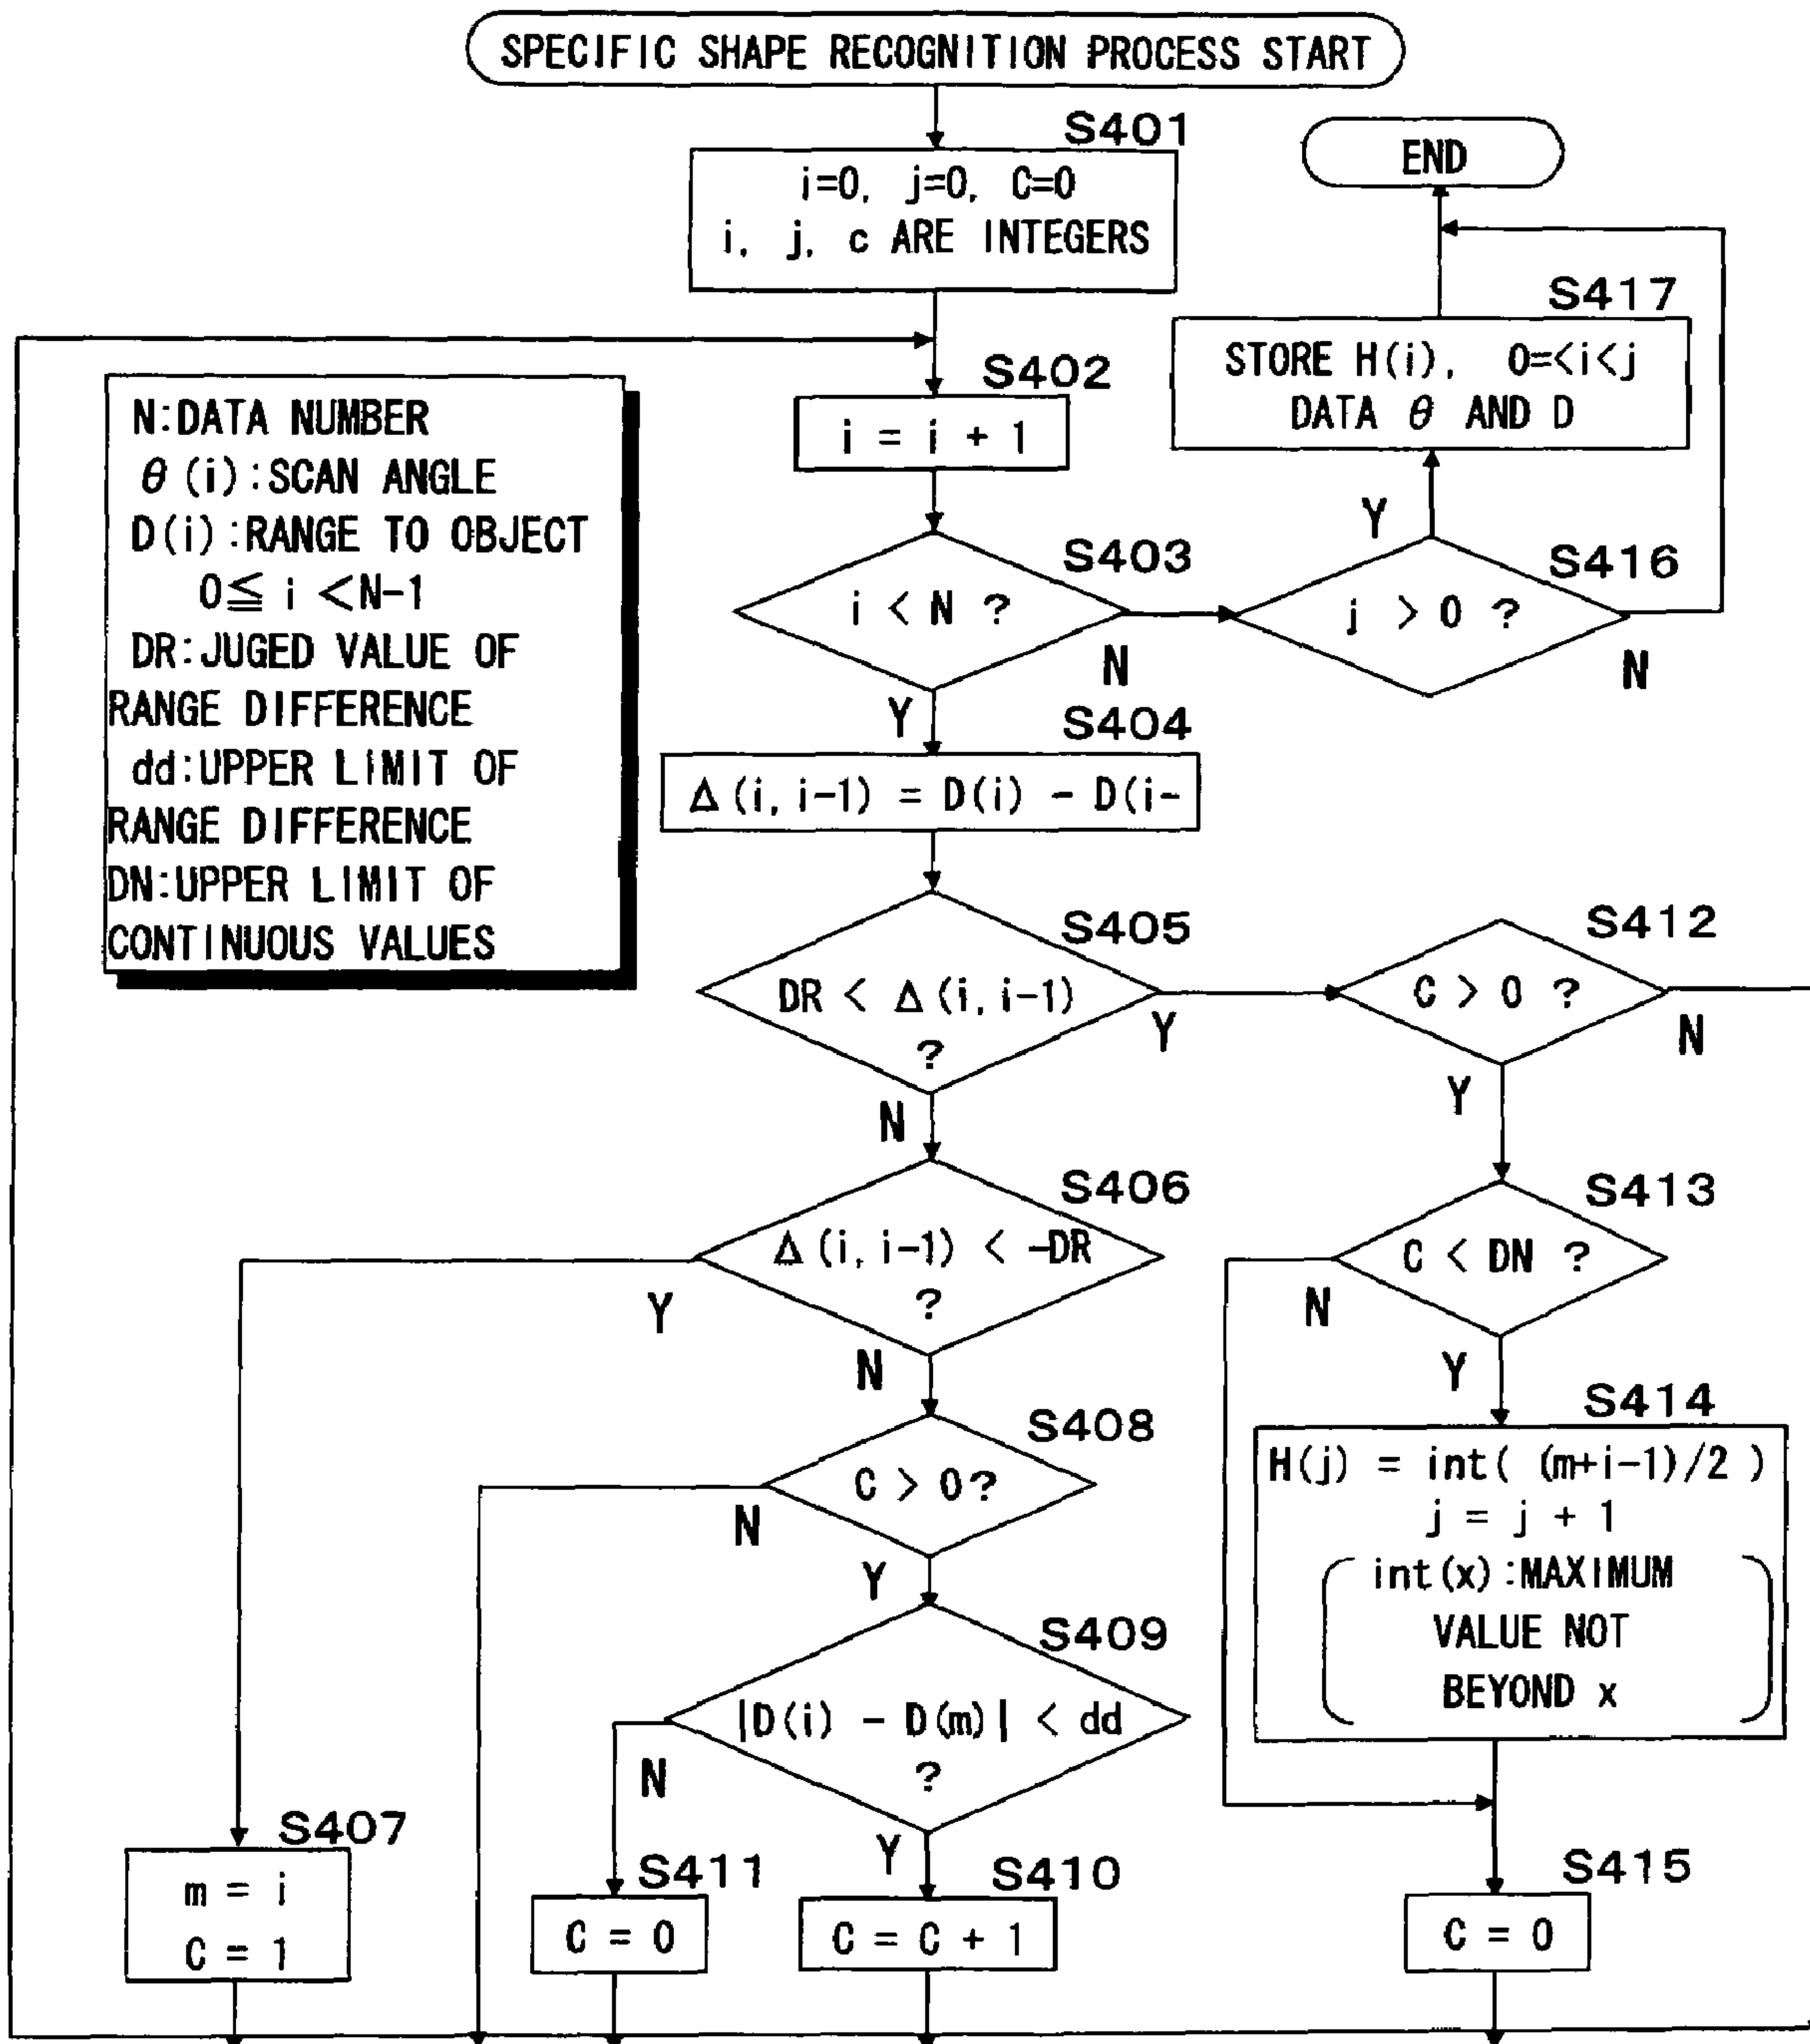 SPECIFIC SHAPE RECOGNITION PROCESS START
S401
i=0, j=0, C=0
i, j, c ARE INTEGERS
END
S417
STORE H(i), 0=<i<j
DATA θ AND D
S402
i = i + 1
N:DATA NUMBER
θ(i):SCAN ANGLE
D(i):RANGE TO OBJECT
0≦ i <N-1
DR:JUGED VALUE OF
RANGE DIFFERENCE
dd:UPPER LIMIT OF
RANGE DIFFERENCE
DN:UPPER LIMIT OF
CONTINUOUS VALUES
S403
i < N ?
N
Y
S416
j > 0 ?
Y
N
S404
Δ(i, i-1) = D(i) - D(i-
S405
DR < Δ(i, i-1)
?
Y
N
S412
C > 0 ?
N
Y
S406
Δ(i, i-1) < -DR
?
Y
N
S413
C < DN ?
N
Y
S408
C > 0?
N
Y
S414
H(j) = int( (m+i-1)/2 )
j = j + 1
int(x):MAXIMUM
VALUE NOT
BEYOND x
S409
|D(i) - D(m)| < dd
?
N
Y
S407
m = i
C = 1
S411
C = 0
S410
C = C + 1
S415
C = 0